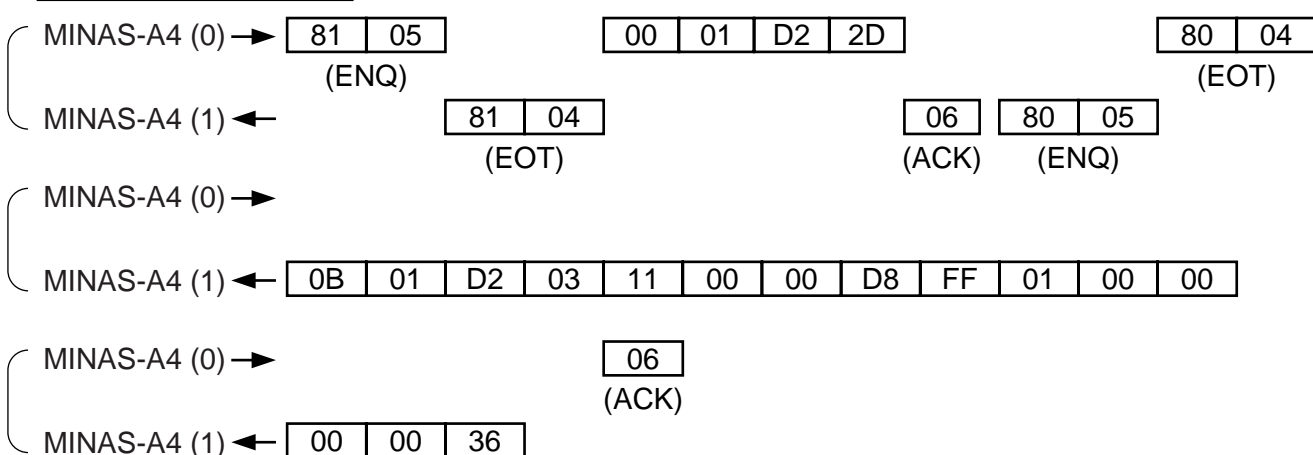 MINAS-A4 (0) 81 05 00 01 D2 2D 80 04
(ENQ) (EOT)
MINAS-A4 (1) 81 04 06 80 05
(EOT) (ACK) (ENQ)
MINAS-A4 (0)
MINAS-A4 (1) 0B 01 D2 03 11 00 00 D8 FF 01 00 00
MINAS-A4 (0) 06
(ACK)
MINAS-A4 (1) 00 00 36